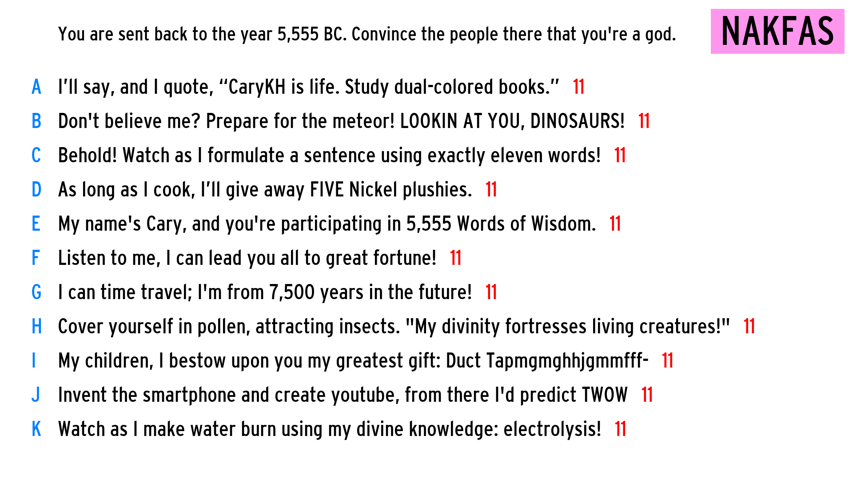 You are sent back to the year 5,555 BC. Convince the people there that you're a god.
NAKFAS
A I'll say, and I quote, “CaryKH is life. Study dual-colored books.” 11
B Don't believe me? Prepare for the meteor! LOOKIN AT YOU, DINOSAURS! 11
C Behold! Watch as I formulate a sentence using exactly eleven words! 11
D As long as I cook, I’ll give away FIVE Nickel plushies. 11
E My name's Cary, and you're participating in 5,555 Words of Wisdom. 11
F Listen to me, I can lead you all to great fortune! 11
G I can time travel; I'm from 7,500 years in the future! 11
H Cover yourself in pollen, attracting insects. "My divinity fortresses living creatures!" 11
I My children, I bestow upon you my greatest gift: Duct Tapmgmghhjgmmfff- 11
J Invent the smartphone and create youtube, from there I'd predict TWOW 11
K Watch as I make water burn using my divine knowledge: electrolysis! 11